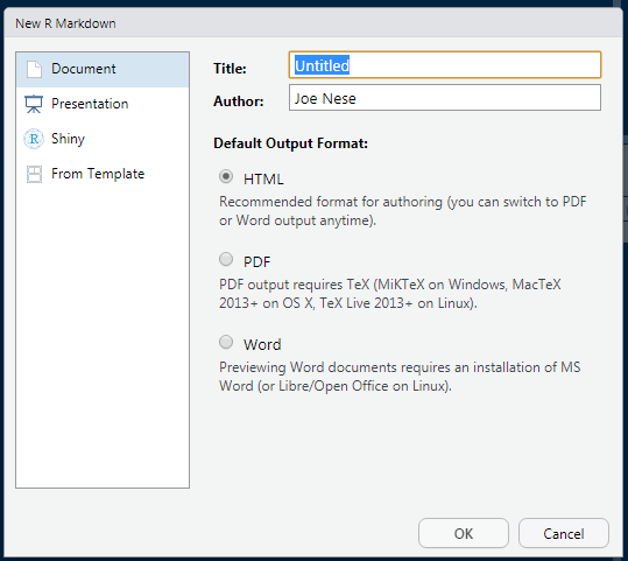 New R Markdown
Document
Presentation
R Shiny
From Template
Title: Untitled
Author: Joe Nese
Default Output Format:
HTML
Recommended format for authoring (you can switch to PDF
or Word output anytime).
PDF
PDF output requires TeX (MiKTeX on Windows, MacTeX
2013+ on OS X, TeX Live 2013+ on Linux).
Word
Previewing Word documents requires an installation of MS
Word (or Libre/Open Office on Linux).
OK Cancel